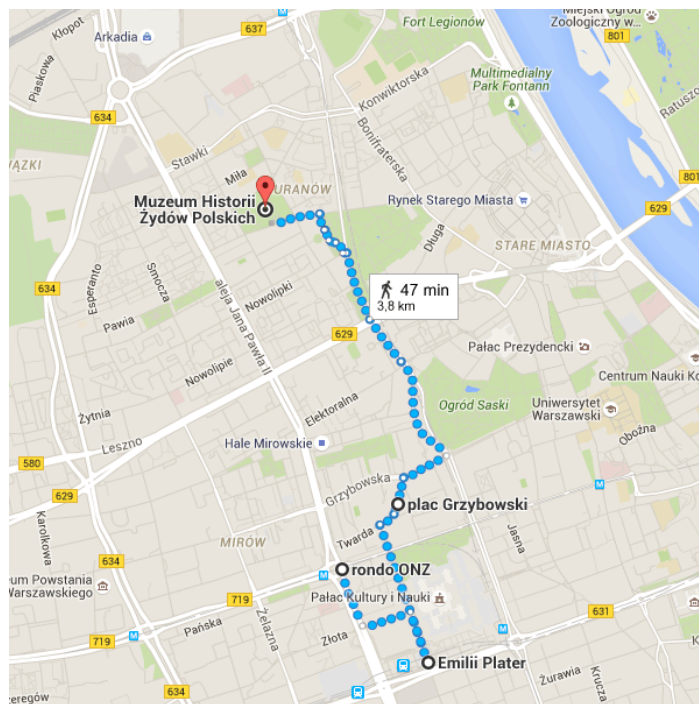 Kłopot
Arkadia
637
Fort Legionów
Miejski Ogród
Zoologiczny w...
801
Piaskowa
634
Konwiktorska
Multimedialny
Park Fontann
Ratuszo
Stawki
Bonifraterska
801
Miła
URANÓW
Muzeum Historii
Żydów Polskich
Rynek Starego Miasta
629
Długa
STARE MIASTO
634
Esperanto
Smocza
Nowolipki
47 min
3,8 km
Pawia
aleja Jana Pawła II
629
Pałac Prezydencki
Nowolipie
Centrum Nauki Ko
Elektoralna
Ogród Saski
Uniwersytet
Warszawski
Żytnia
Leszno
Oboźna
580
Hale Mirowskie
629
Grzybowska
plac Grzybowski
Karolkowa
Twarda
Jasna
MIRÓW
634
rondo ONZ
um Powstania
Warszawskiego
719
Pałac Kultury i Nauki
631
Żelazna
Pańska
719
Złota
Emilii Plater
Żurawia
634
Krucza
zeregów